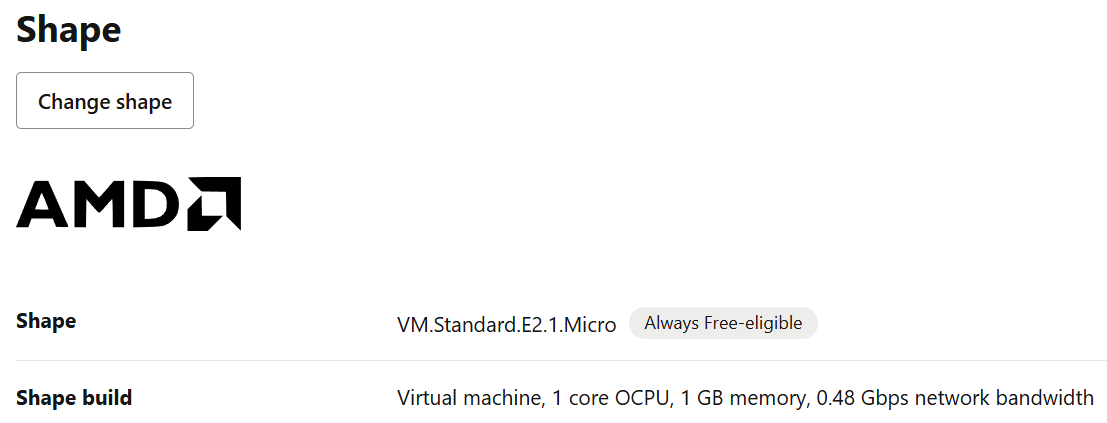 Shape
Change shape
AMD
Shape VM.Standard.E2.1.Micro Always Free-eligible
Shape build Virtual machine, 1 core OCPU, 1 GB memory, 0.48 Gbps network bandwidth